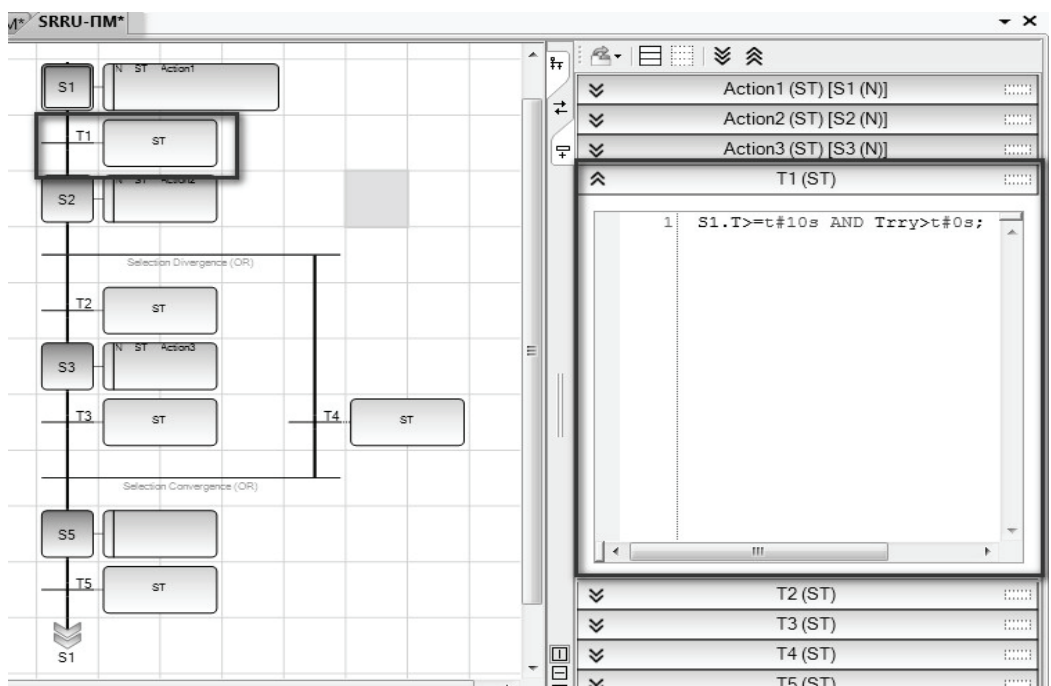 м* SRRU-ПМ*
S1
N ST Action1
T1
ST
S2
N ST Action2
Selection Divergence (OR)
T2
ST
S3
N ST Action3
T3
ST
T4
ST
Selection Convergence (OR)
S5
T5
ST
S1
Action1 (ST) [S1 (N)]
Action2 (ST) [S2 (N)]
Action3 (ST) [S3 (N)]
T1 (ST)
1 S1.T>=t#10s AND Trry>t#0s;
T2 (ST)
T3 (ST)
T4 (ST)
T5 (ST)